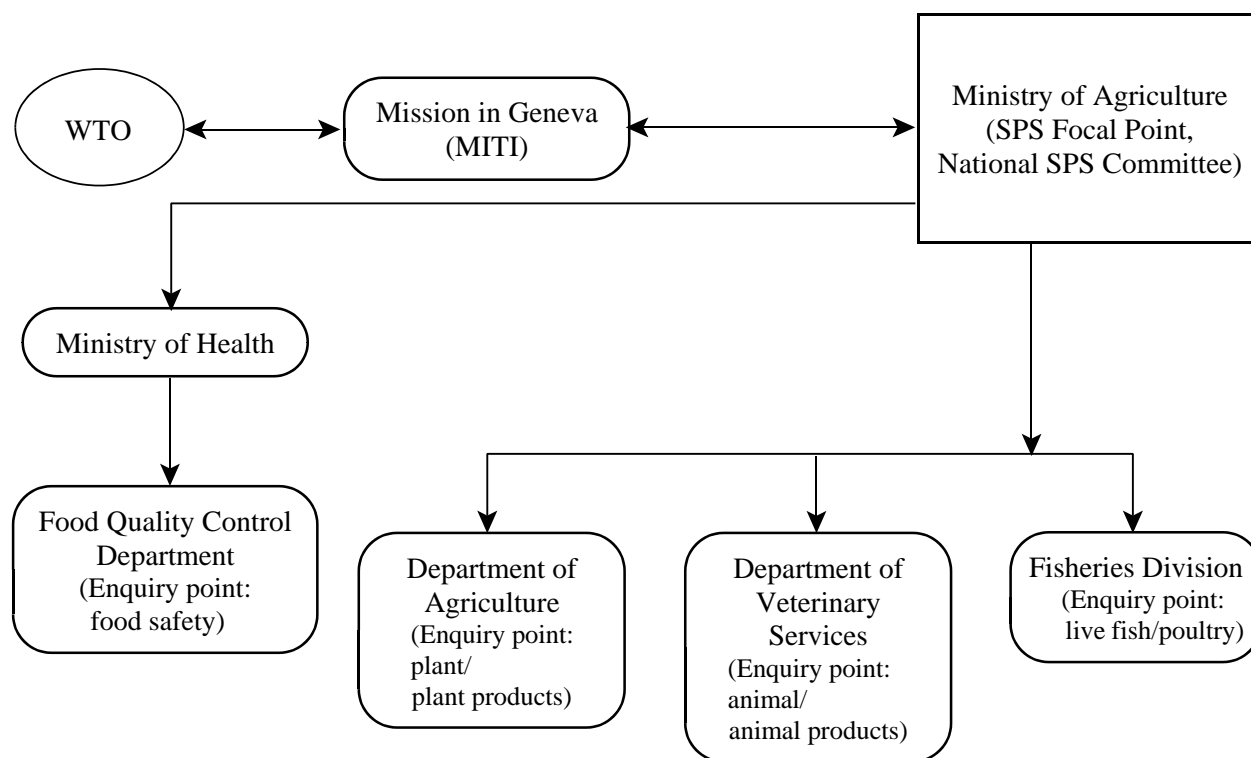 WTO
Mission in Geneva
(MITI)
Ministry of Agriculture
(SPS Focal Point,
National SPS Committee)
Ministry of Health
Food Quality Control
Department
(Enquiry point:
food safety)
Department of
Agriculture
(Enquiry point:
plant/
plant products)
Department of
Veterinary
Services
(Enquiry point:
animal/
animal products)
Fisheries Division
(Enquiry point:
live fish/poultry)